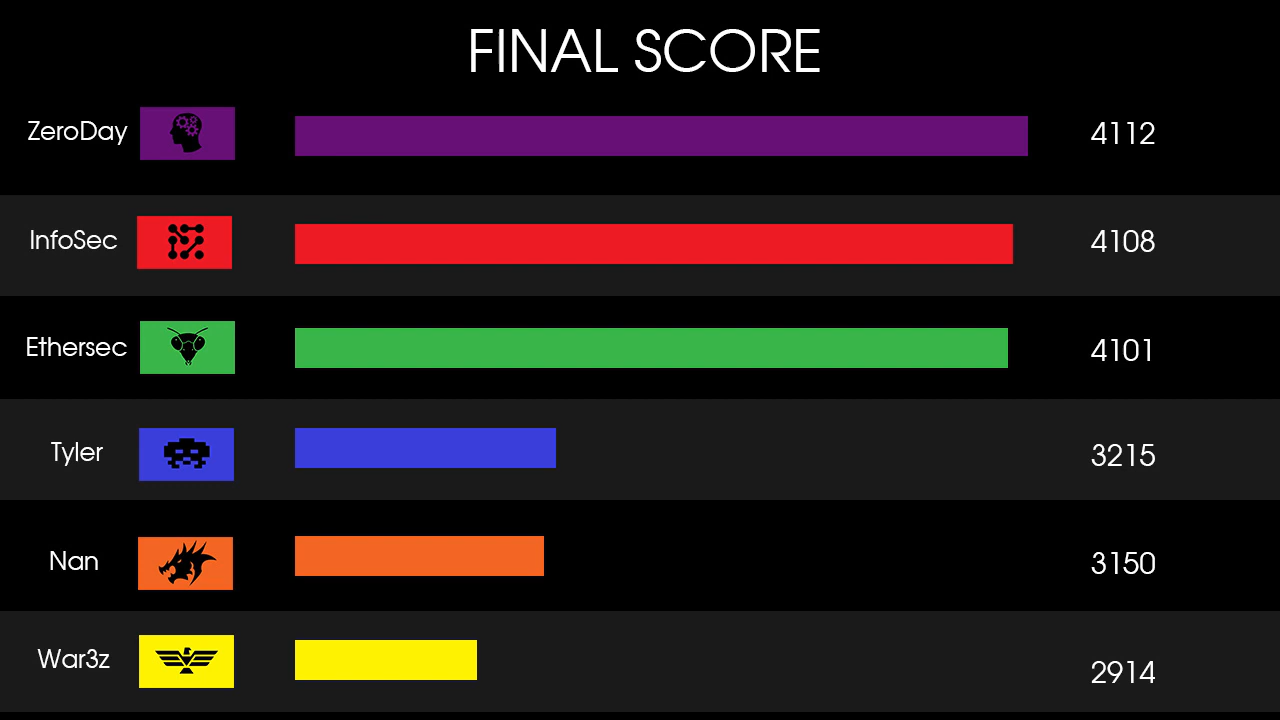 FINAL SCORE
ZeroDay 4112
InfoSec 4108
Ethersec 4101
Tyler 3215
Nan 3150
War3z 2914